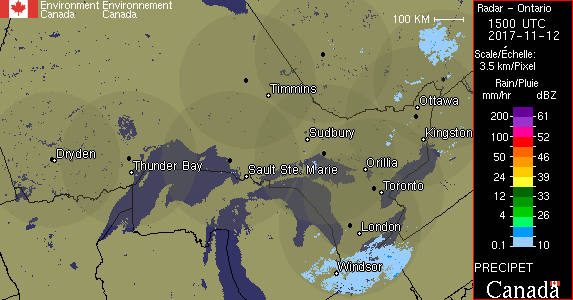 Environment Environnement
Canada Canada
100 KM
Timmins
Ottawa
Sudbury
Kingston
Dryden
Thunder Bay
Sault Ste. Marie
Orillia
Toronto
London
Windsor
Radar - Ontario
1500 UTC
2017-11-12
Scale/Échelle:
3.5 km/Pixel
Rain/Pluie
mm/hr dBZ
200 61
100 52
50 46
24 39
12 33
4 26
0.1 10
PRECIPET
Canada